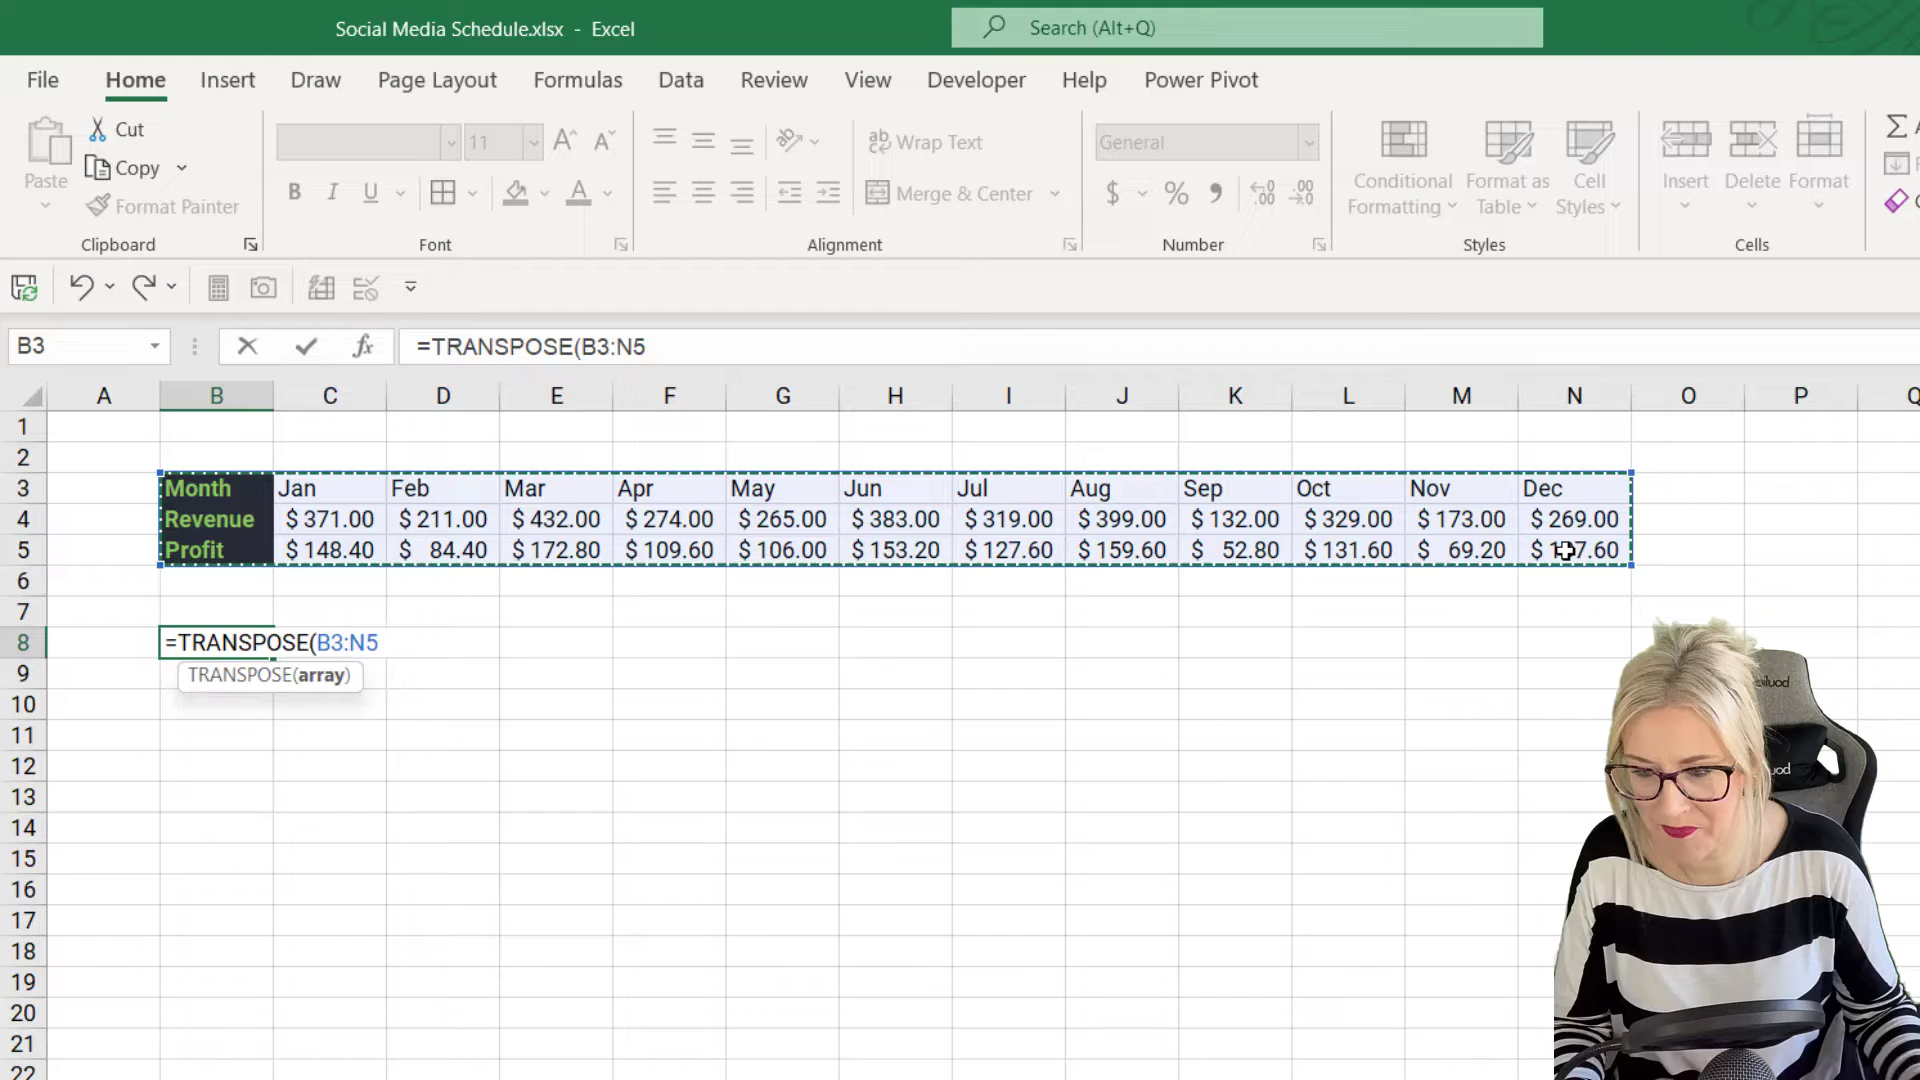 Social Media Schedule.xlsx - Excel
Search (Alt+Q)
File Home Insert Draw Page Layout Formulas Data Review View Developer Help Power Pivot
Paste
Cut
Copy
Format Painter
Clipboard
11
B I U
Font
Wrap Text
Merge & Center
Alignment
General
Number
Conditional Formatting
Format as Table
Cell Styles
Styles
Insert Delete Format
Cells
B3
=TRANSPOSE(B3:N5
A B C D E F G H I J K L M N O P Q
1
2
3 Month Jan Feb Mar Apr May Jun Jul Aug Sep Oct Nov Dec
4 Revenue $ 371.00 $ 211.00 $ 432.00 $ 274.00 $ 265.00 $ 383.00 $ 319.00 $ 399.00 $ 132.00 $ 329.00 $ 173.00 $ 269.00
5 Profit $ 148.40 $ 84.40 $ 172.80 $ 109.60 $ 106.00 $ 153.20 $ 127.60 $ 159.60 $ 52.80 $ 131.60 $ 69.20 $
6
7
8 =TRANSPOSE(B3:N5
9 TRANSPOSE(array)
10
11
12
13
14
15
16
17
18
19
20
21
22